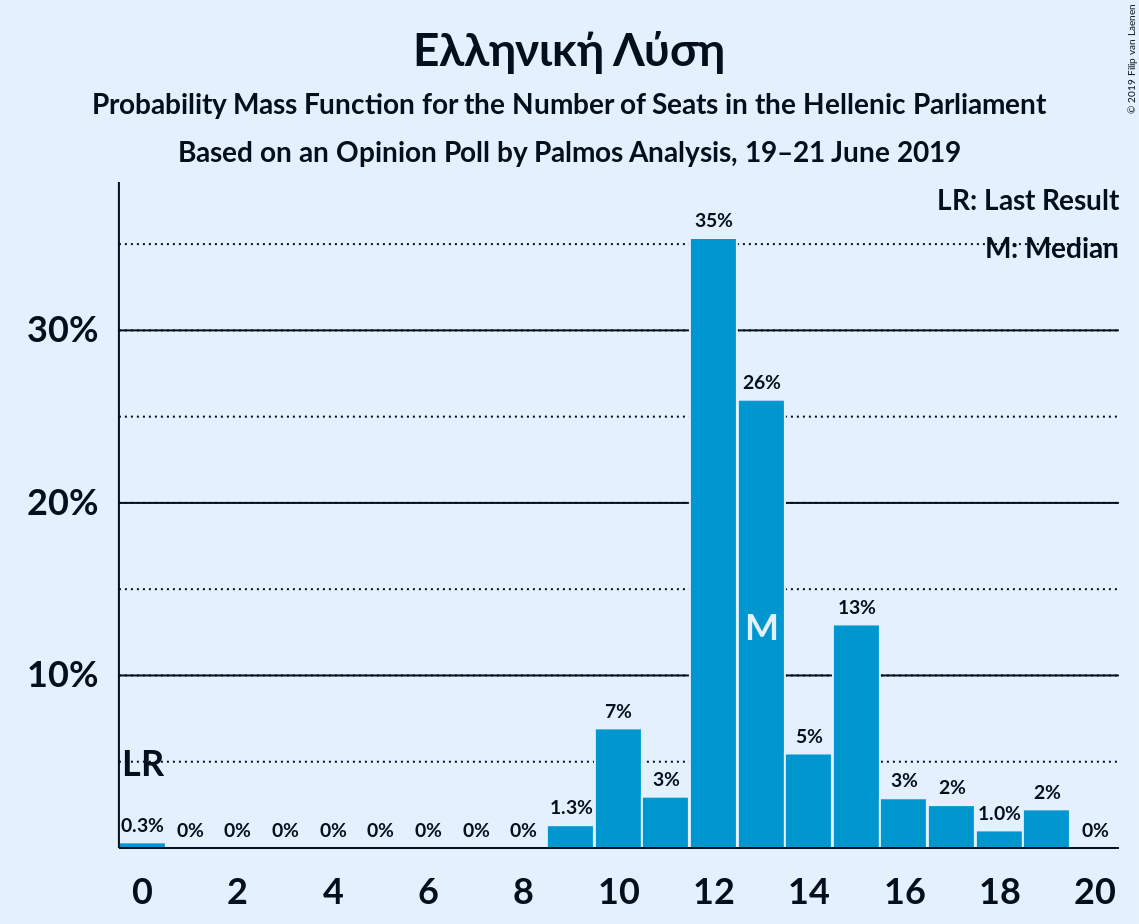 Ελληνική Λύση
Probability Mass Function for the Number of Seats in the Hellenic Parliament
Based on an Opinion Poll by Palmos Analysis, 19–21 June 2019
© 2019 Filip van Laenen
LR: Last Result
M: Median
35%
30%
26%
20%
13%
M
10%
7%
5%
LR
3%
3%
2%
2%
1.3%
1.0%
0.3%
0%
0%
0%
0%
0%
0%
0%
0%
0%
0 2 4 6 8 10 12 14 16 18 20